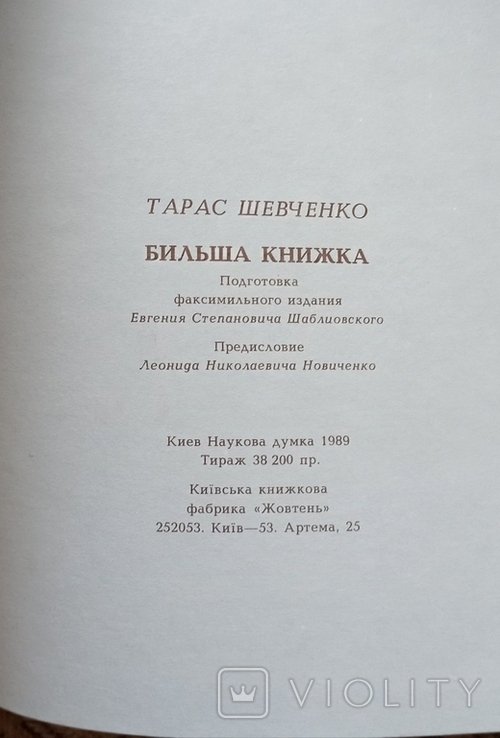 ТАРАС ШЕВЧЕНКО
БИЛЬША КНИЖКА
Подготовка
факсимильного издания
Евгения Степановича Шаблиовского
Предисловие
Леонида Николаевича Новиченко
Киев Наукова думка 1989
Тираж 38 200 пр.
Київська книжкова
фабрика «Жовтень»
252053. Київ—53. Артема, 25
VIOLITY